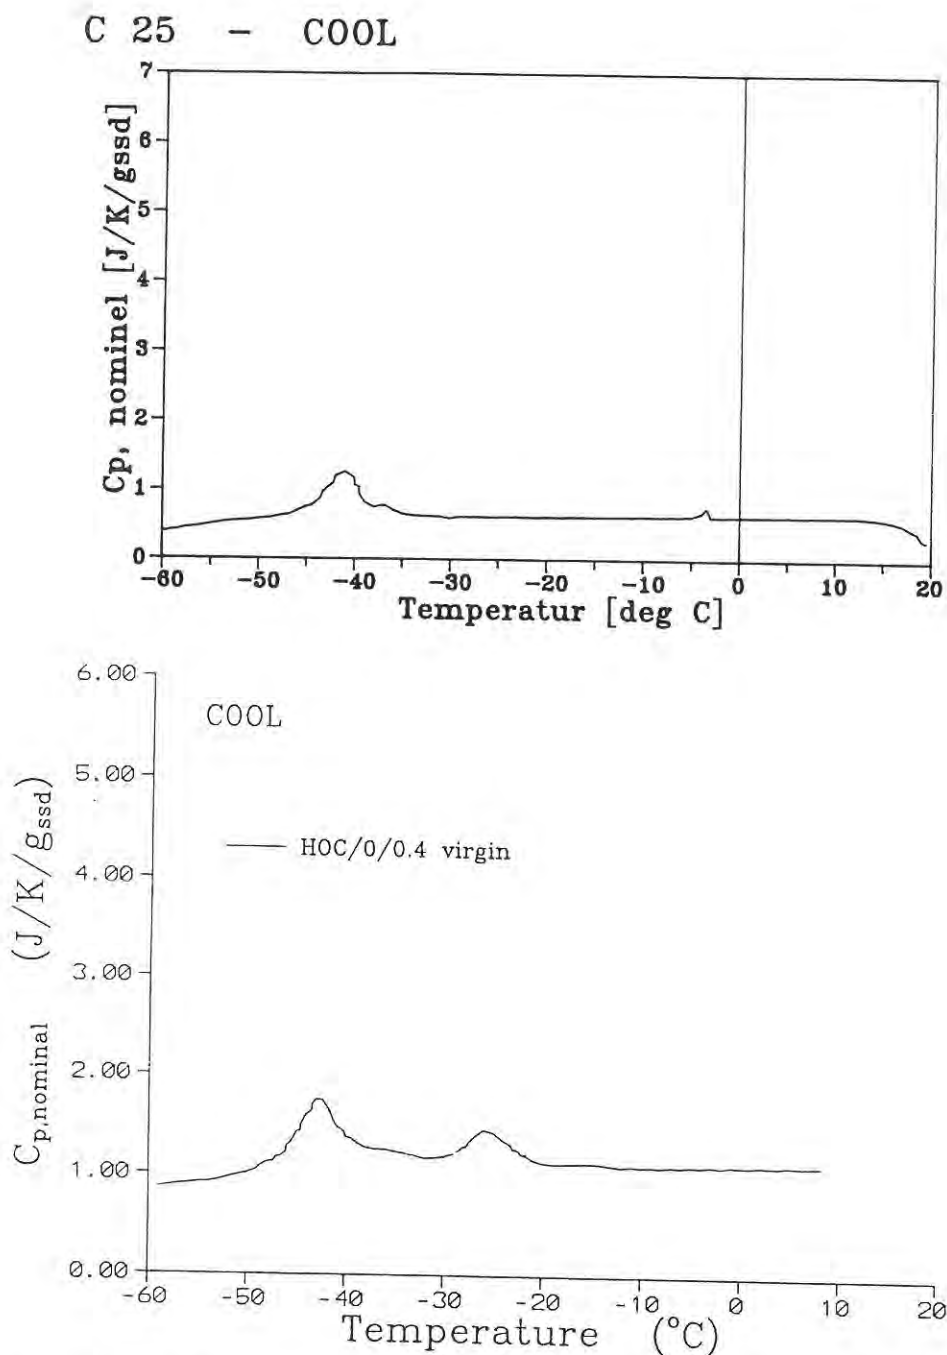 C 25 - COOL
7
6
5
4
3
2
1
0
Cp, nominel [J/K/gssd]
-60 -50 -40 -30 -20 -10 0 10 20
Temperatur [deg C]
6.00
5.00
4.00
3.00
2.00
1.00
0.00
COOL
HOC/0/0.4 virgin
Cp,nominal (J/K/gssd)
-60 -50 -40 -30 -20 -10 0 10 20
Temperature (°C)